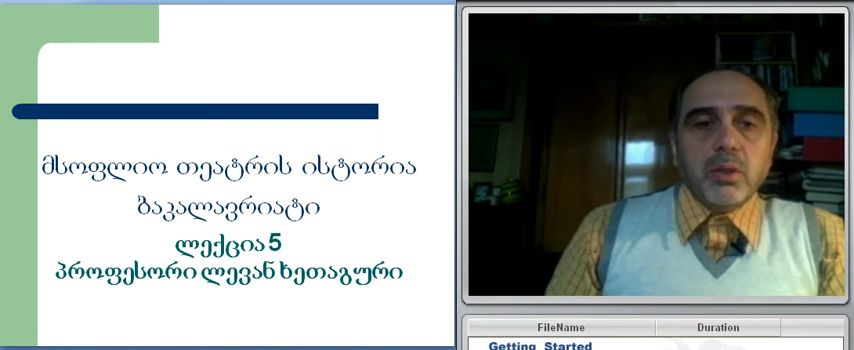 მსოფლიო თეატრის ისტორია
ბაკალავრიატი
ლექცია 5
პროფესორი ლევან ხეთაგური
FileName Duration
Getting Started